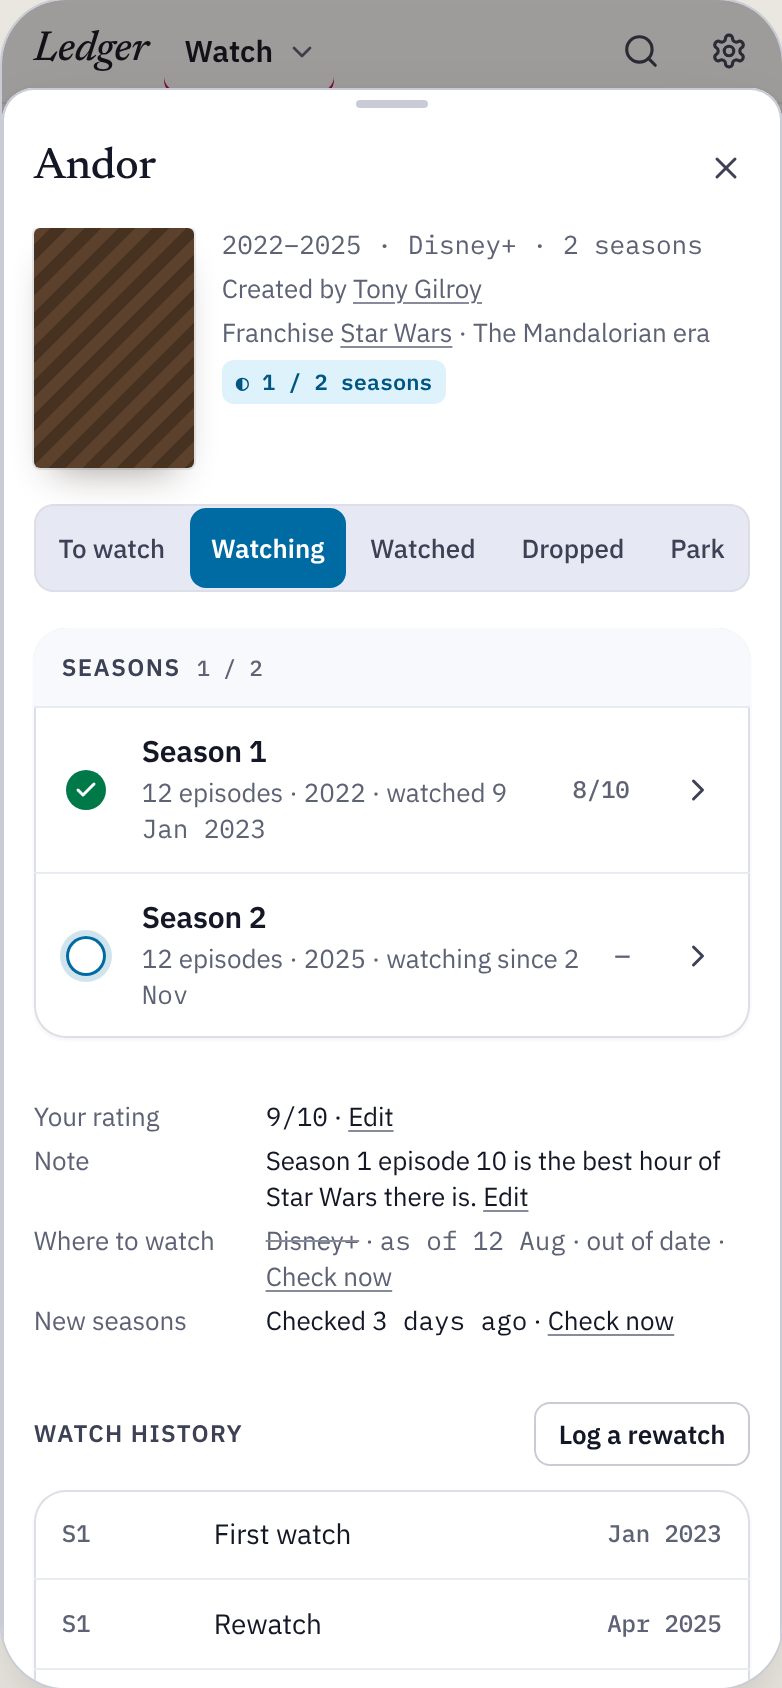 Ledger Watch
Andor
2022–2025 · Disney+ · 2 seasons
Created by Tony Gilroy
Franchise Star Wars · The Mandalorian era
1 / 2 seasons
To watch Watching Watched Dropped Park
SEASONS 1 / 2
Season 1
12 episodes · 2022 · watched 9
Jan 2023
8/10
Season 2
12 episodes · 2025 · watching since 2
Nov
–
Your rating 9/10 · Edit
Note Season 1 episode 10 is the best hour of
Star Wars there is. Edit
Where to watch Disney+ · as of 12 Aug · out of date ·
Check now
New seasons Checked 3 days ago · Check now
WATCH HISTORY Log a rewatch
S1 First watch Jan 2023
S1 Rewatch Apr 2025